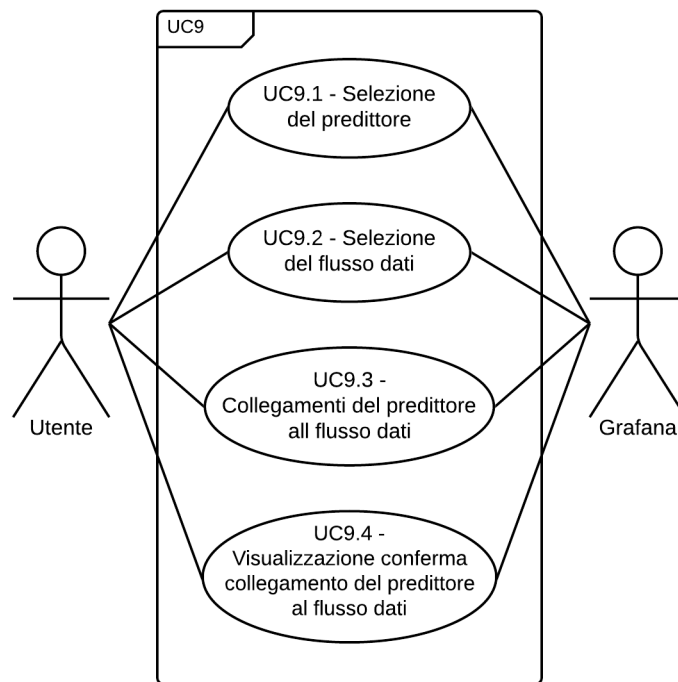 UC9
UC9.1 - Selezione
del predittore
UC9.2 - Selezione
del flusso dati
UC9.3 -
Collegamenti del predittore
all flusso dati
UC9.4 -
Visualizzazione conferma
collegamento del predittore
al flusso dati
Utente
Grafana